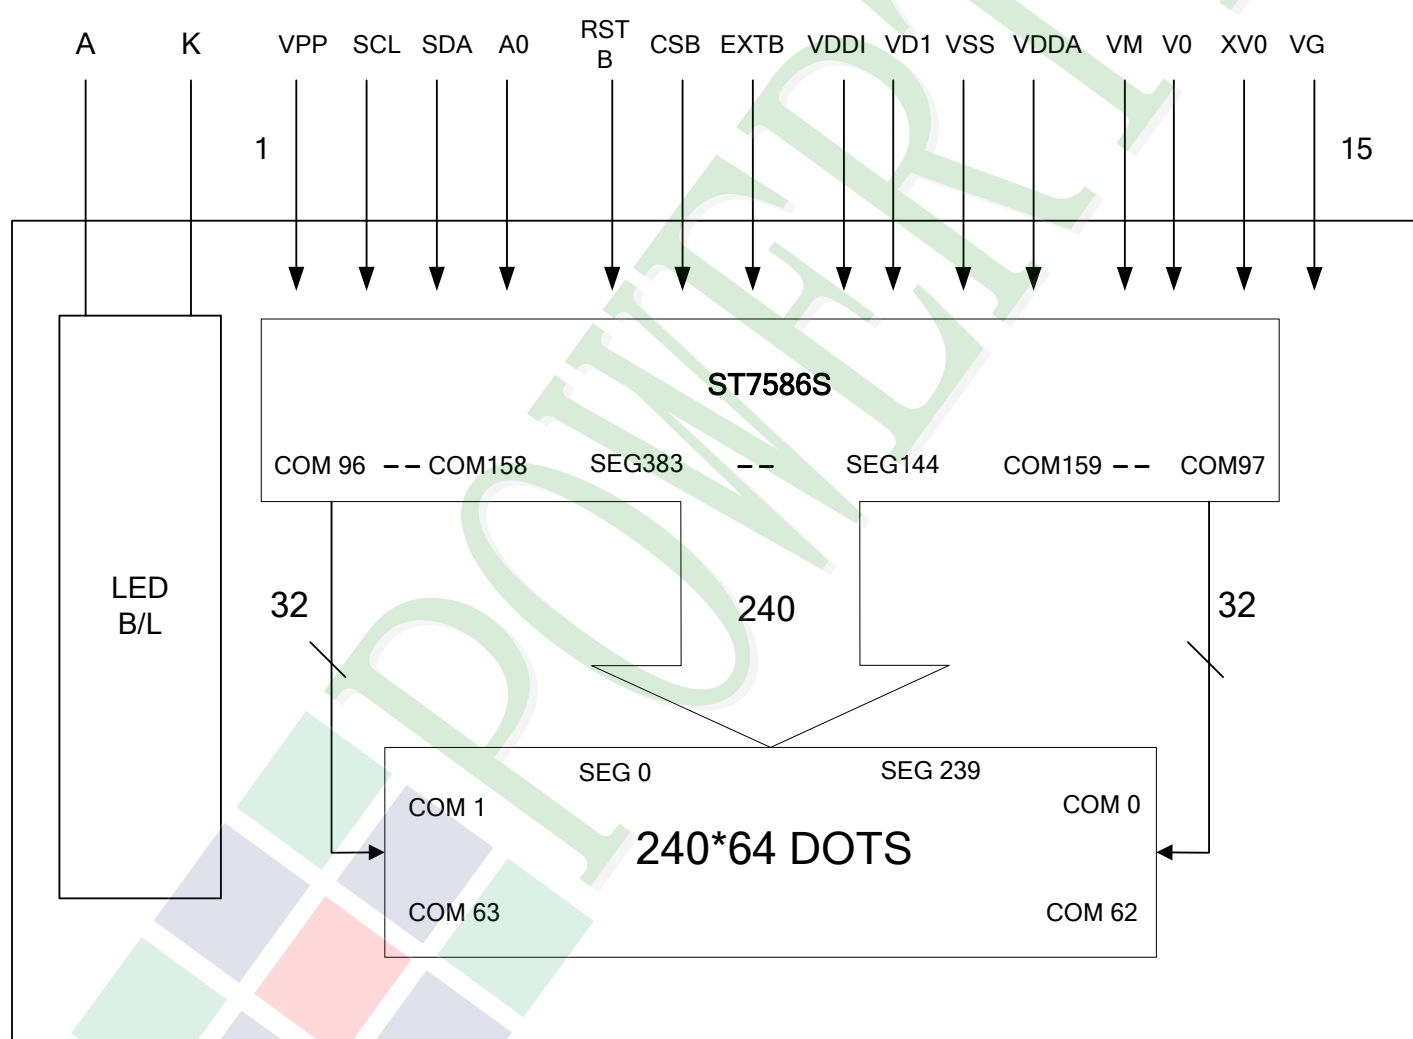 A K VPP SCL SDA A0 RST B CSB EXTB VDDI VD1 VSS VDDA VM V0 XV0 VG
1 15
ST7586S
COM 96 -- COM158 SEG383 -- SEG144 COM159 -- COM97
LED
B/L
32 240 32
SEG 0 SEG 239
COM 1 COM 0
240*64 DOTS
COM 63 COM 62
POWERT